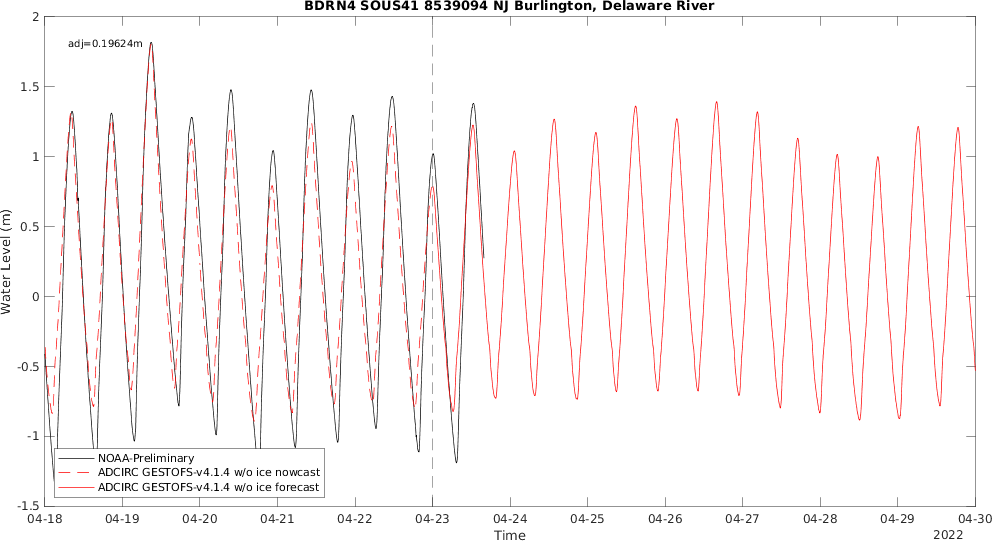 BDRN4 SOUS41 8539094 NJ Burlington, Delaware River
adj=0.19624m
2
1.5
1
0.5
0
-0.5
-1
-1.5
Water Level (m)
NOAA-Preliminary
ADCIRC GESTOFS-v4.1.4 w/o ice nowcast
ADCIRC GESTOFS-v4.1.4 w/o ice forecast
04-18 04-19 04-20 04-21 04-22 04-23 04-24 04-25 04-26 04-27 04-28 04-29 04-30
Time
2022